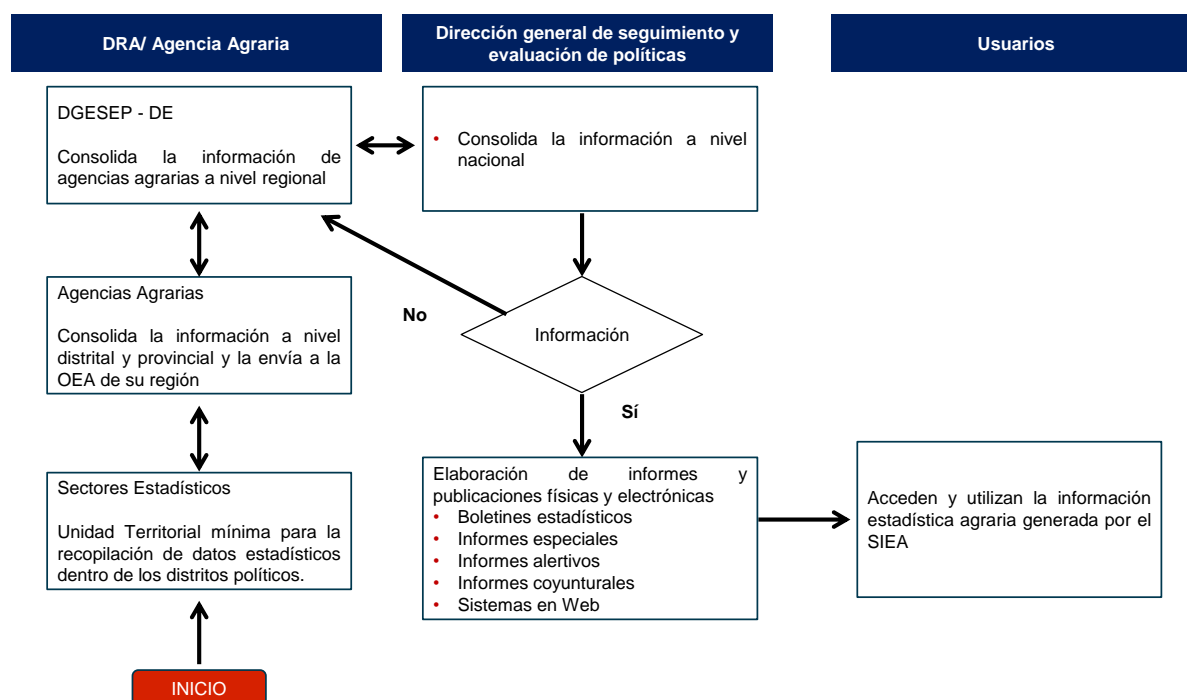 DRA/ Agencia Agraria
Dirección general de seguimiento y
evaluación de políticas
Usuarios
DGESEP - DE
Consolida la información de
agencias agrarias a nivel regional
• Consolida la información a nivel
nacional
Agencias Agrarias
Consolida la información a nivel
distrital y provincial y la envía a la
OEA de su región
No
Información
Sí
Sectores Estadísticos
Unidad Territorial mínima para la
recopilación de datos estadísticos
dentro de los distritos políticos.
Elaboración de informes y
publicaciones físicas y electrónicas
• Boletines estadísticos
• Informes especiales
• Informes alertivos
• Informes coyunturales
• Sistemas en Web
Acceden y utilizan la información
estadística agraria generada por el
SIEA
INICIO